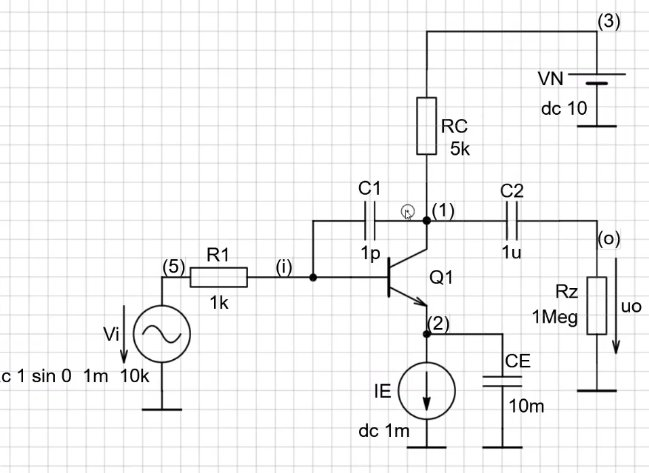 (3)
VN
dc 10
RC
5k
C1
(1)
C2
1p
1u
(o)
(5)
R1
(i)
1k
Q1
Rz
1Meg
uo
(2)
Vi
c 1 sin 0 1m 10k
CE
IE
10m
dc 1m